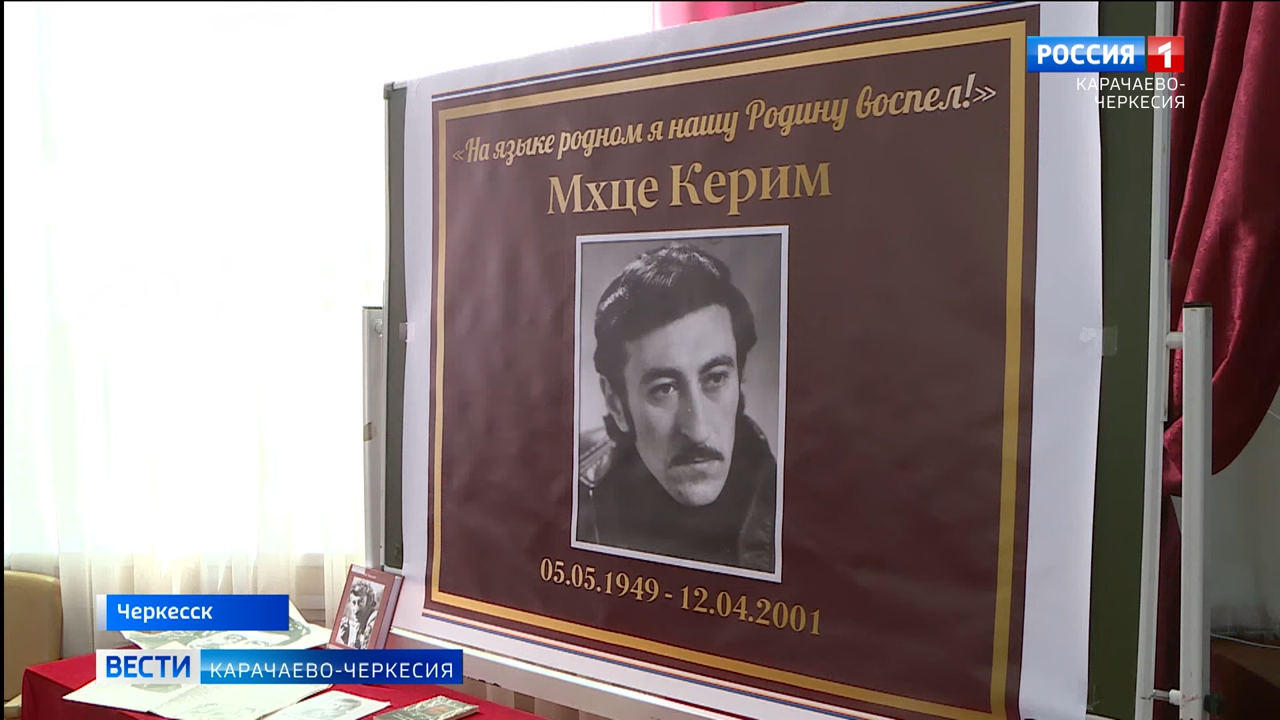 РОССИЯ 1
КАРАЧАЕВО-
ЧЕРКЕСИЯ
«На языке родном я нашу Родину воспел!»
Мхце Керим
05.05.1949 - 12.04.2001
Черкесск
ВЕСТИ КАРАЧАЕВО-ЧЕРКЕСИЯ